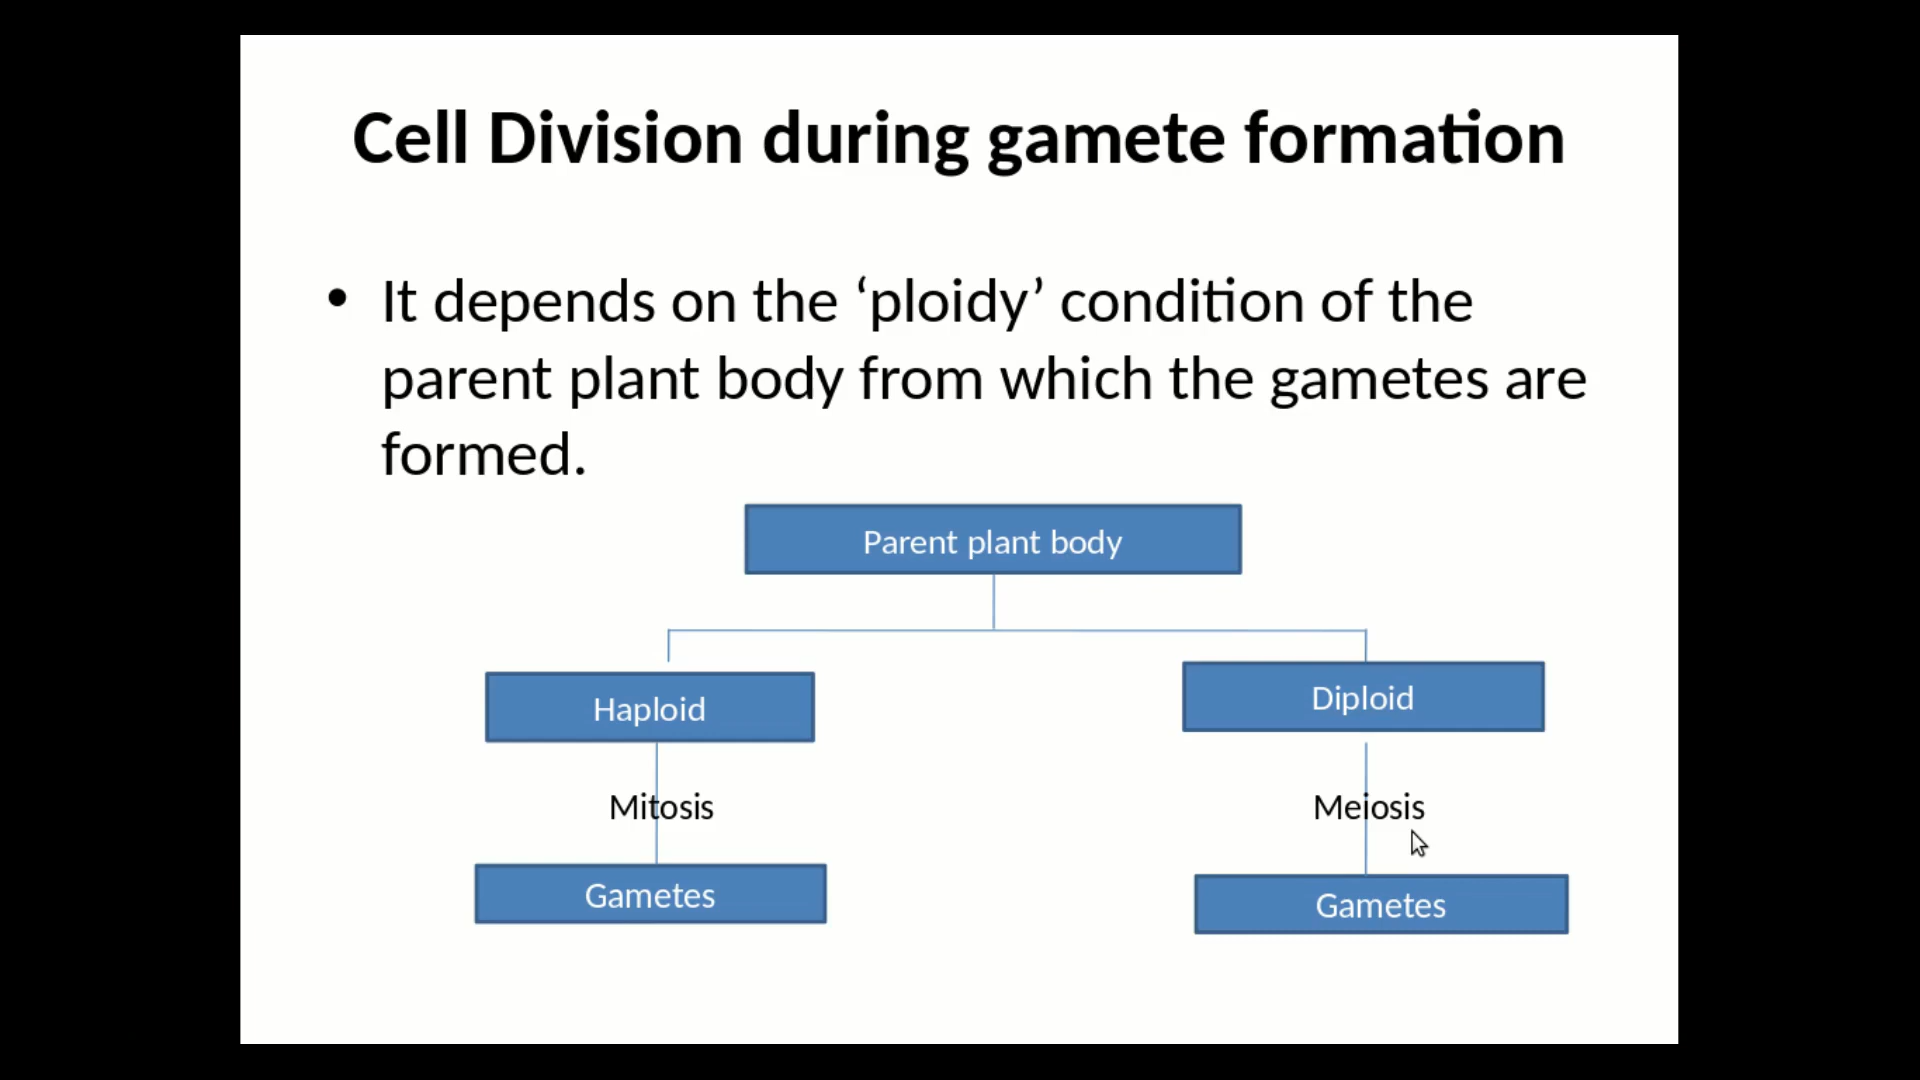 Cell Division during gamete formation
• It depends on the ‘ploidy’ condition of the
parent plant body from which the gametes are
formed.
Parent plant body
Haploid
Diploid
Mitosis
Meiosis
Gametes
Gametes